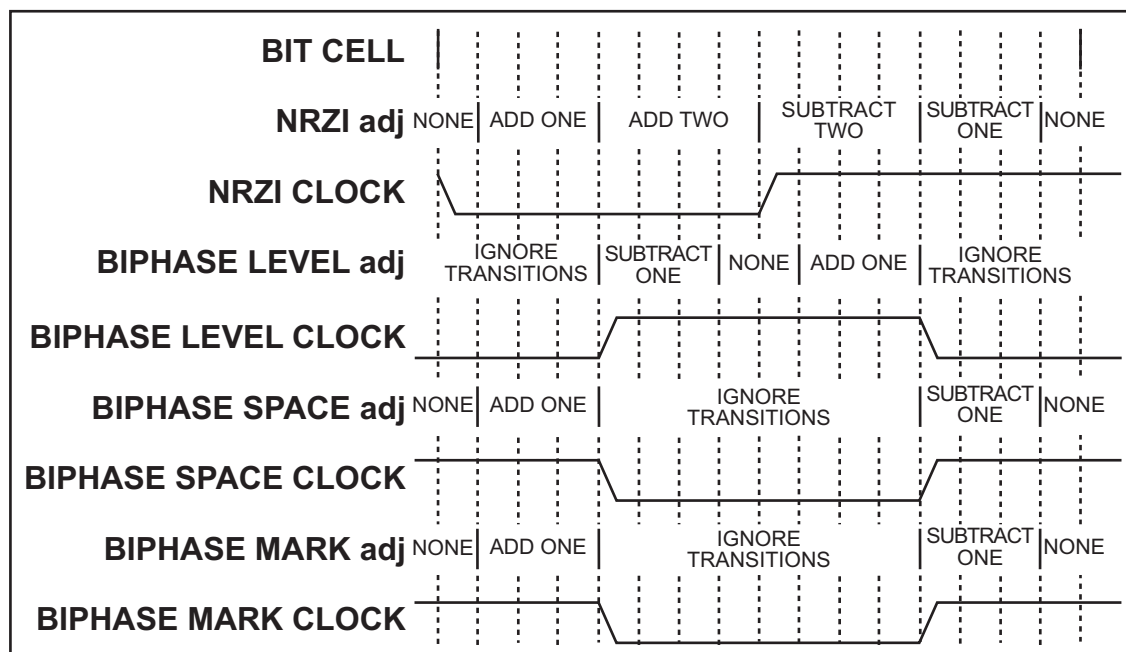 BIT CELL
NRZI adj NONE ADD ONE ADD TWO SUBTRACT TWO SUBTRACT ONE NONE
NRZI CLOCK
BIPHASE LEVEL adj IGNORE TRANSITIONS SUBTRACT ONE NONE ADD ONE IGNORE TRANSITIONS
BIPHASE LEVEL CLOCK
BIPHASE SPACE adj NONE ADD ONE IGNORE TRANSITIONS SUBTRACT ONE NONE
BIPHASE SPACE CLOCK
BIPHASE MARK adj NONE ADD ONE IGNORE TRANSITIONS SUBTRACT ONE NONE
BIPHASE MARK CLOCK